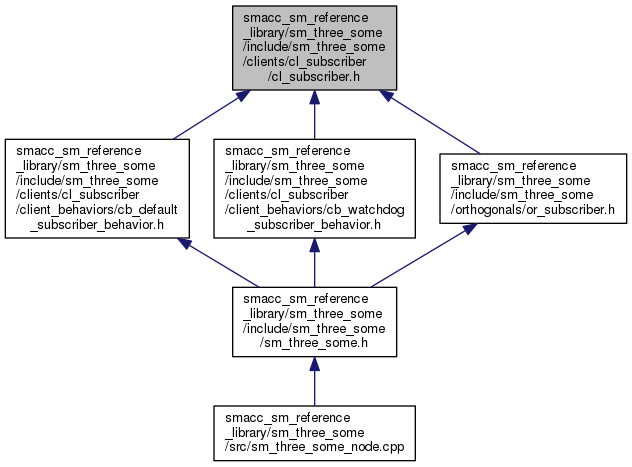 smacc_sm_reference
_library/sm_three_some
/include/sm_three_some
/clients/cl_subscriber
/cl_subscriber.h
smacc_sm_reference
_library/sm_three_some
/include/sm_three_some
/clients/cl_subscriber
/client_behaviors/cb_default
_subscriber_behavior.h
smacc_sm_reference
_library/sm_three_some
/include/sm_three_some
/clients/cl_subscriber
/client_behaviors/cb_watchdog
_subscriber_behavior.h
smacc_sm_reference
_library/sm_three_some
/include/sm_three_some
/orthogonals/or_subscriber.h
smacc_sm_reference
_library/sm_three_some
/include/sm_three_some
/sm_three_some.h
smacc_sm_reference
_library/sm_three_some
/src/sm_three_some_node.cpp